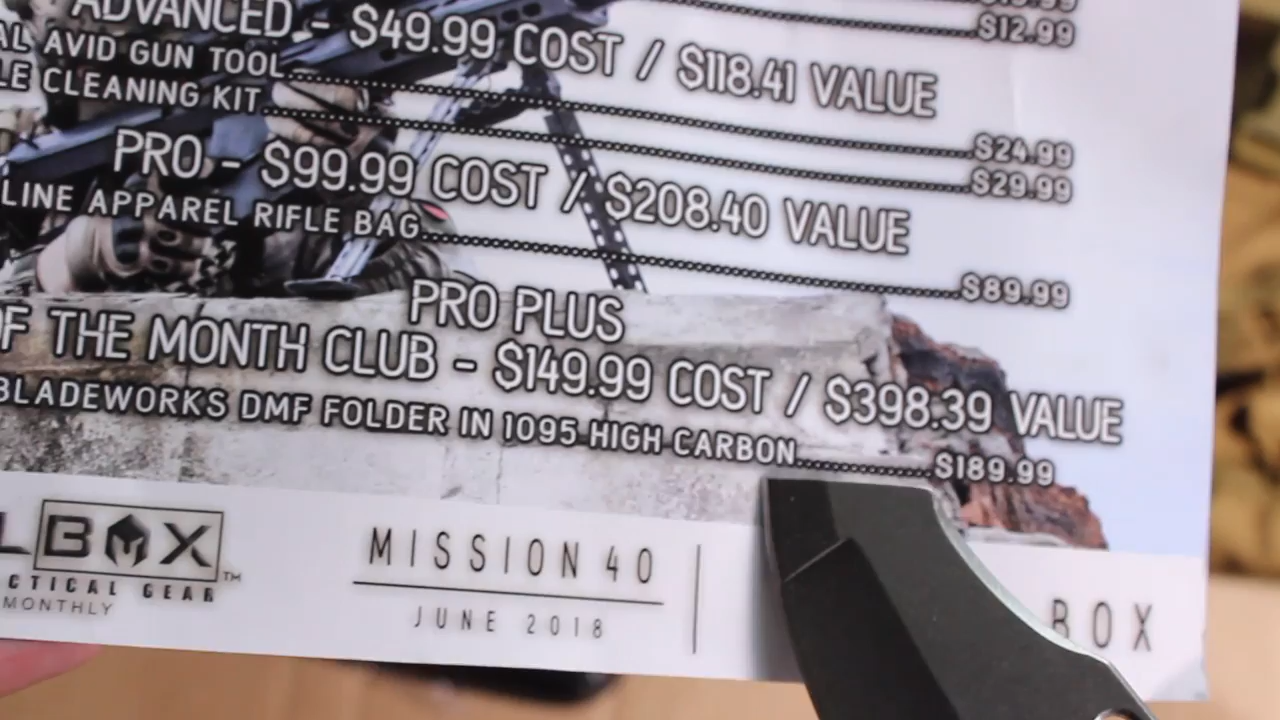 $12.99
ADVANCED - $49.99 COST / $118.41 VALUE
AL AVID GUN TOOL..........$24.99
LE CLEANING KIT..........$29.99
PRO - $99.99 COST / $208.40 VALUE
LINE APPAREL RIFLE BAG..........$89.99
PRO PLUS
OF THE MONTH CLUB - $149.99 COST / $398.39 VALUE
BLADEWORKS DMF FOLDER IN 1095 HIGH CARBON..........$189.99
LBOX™
CTICAL GEAR
MONTHLY
MISSION 40
JUNE 2018
BOX